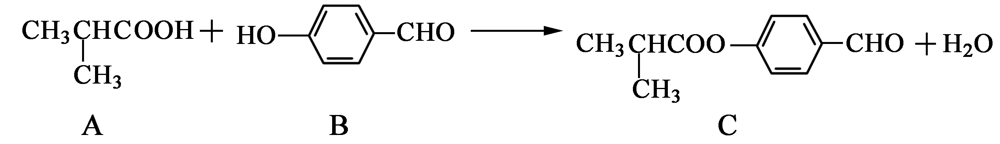 CH₃CHCOOH + HO CHO CH₃CHCOO CHO + H₂O
CH₃ CH₃
A B C